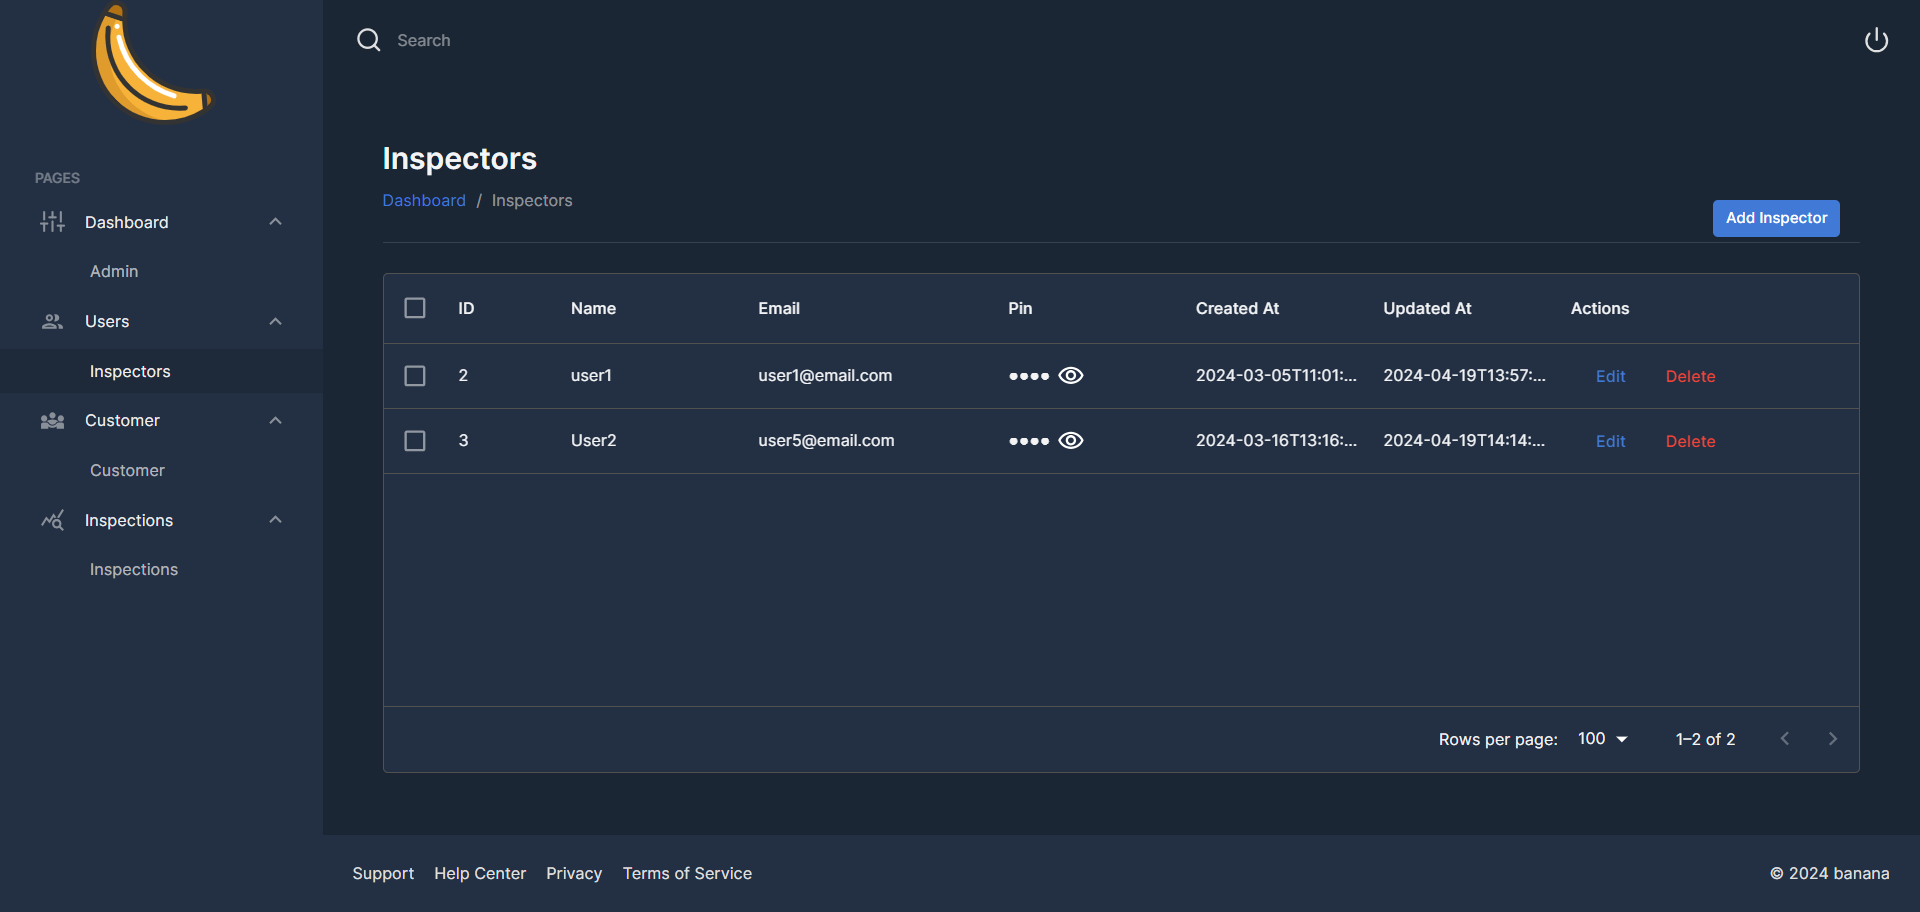 Search
PAGES
Dashboard
Admin
Users
Inspectors
Customer
Customer
Inspections
Inspections
Inspectors
Dashboard / Inspectors
Add Inspector
ID Name Email Pin Created At Updated At Actions
2 user1 user1@email.com •••• 2024-03-05T11:01:... 2024-04-19T13:57:... Edit Delete
3 User2 user5@email.com •••• 2024-03-16T13:16:... 2024-04-19T14:14:... Edit Delete
Rows per page: 100 1–2 of 2
Support Help Center Privacy Terms of Service © 2024 banana